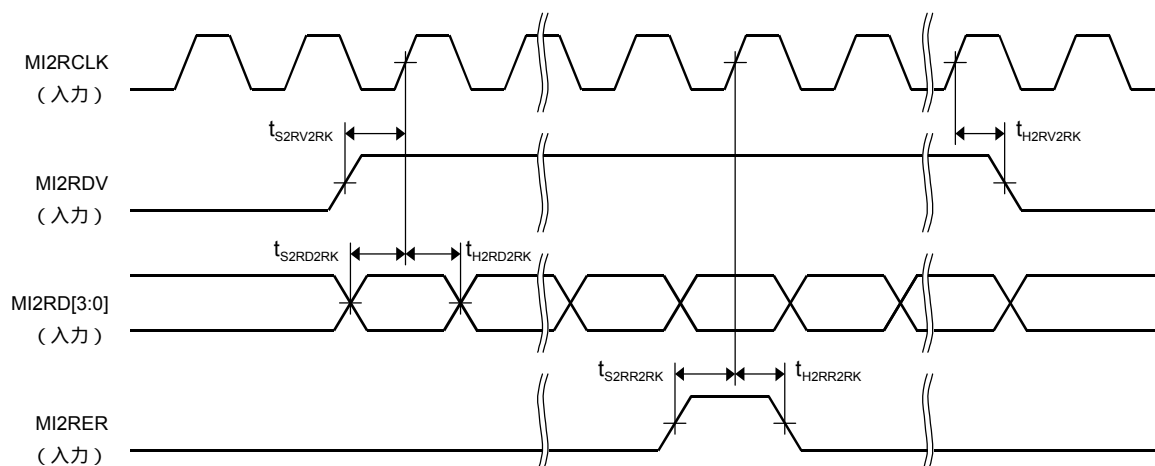 MI2RCLK
（入力）
tS2RV2RK
tH2RV2RK
MI2RDV
（入力）
tS2RD2RK
tH2RD2RK
MI2RD[3:0]
（入力）
tS2RR2RK
tH2RR2RK
MI2RER
（入力）